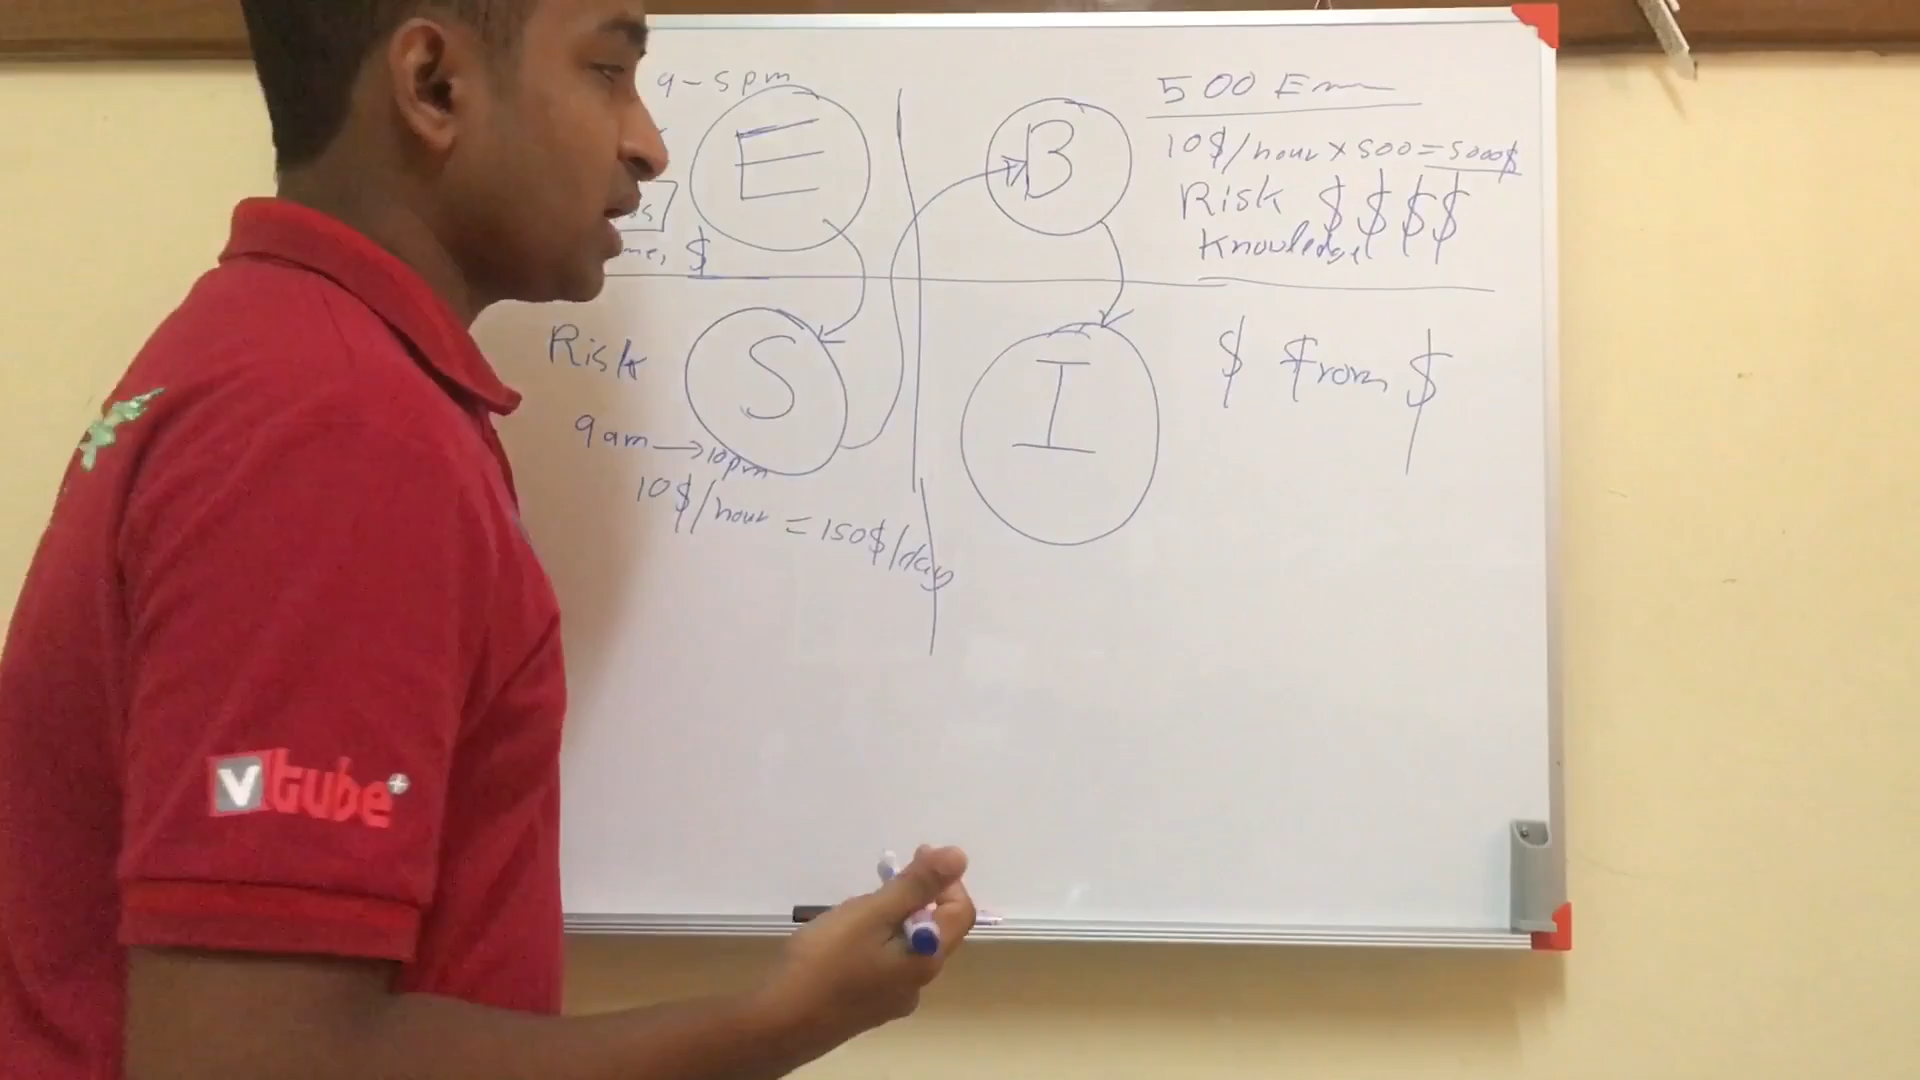 9-5pm
E
$
B
500 Em
10$/hour x 500 = 5000$
Risk $ $ $ $
Knowledge
Risk
S
9am → 10pm
10$/hour = 150$/day
I
$ From $
vtube+